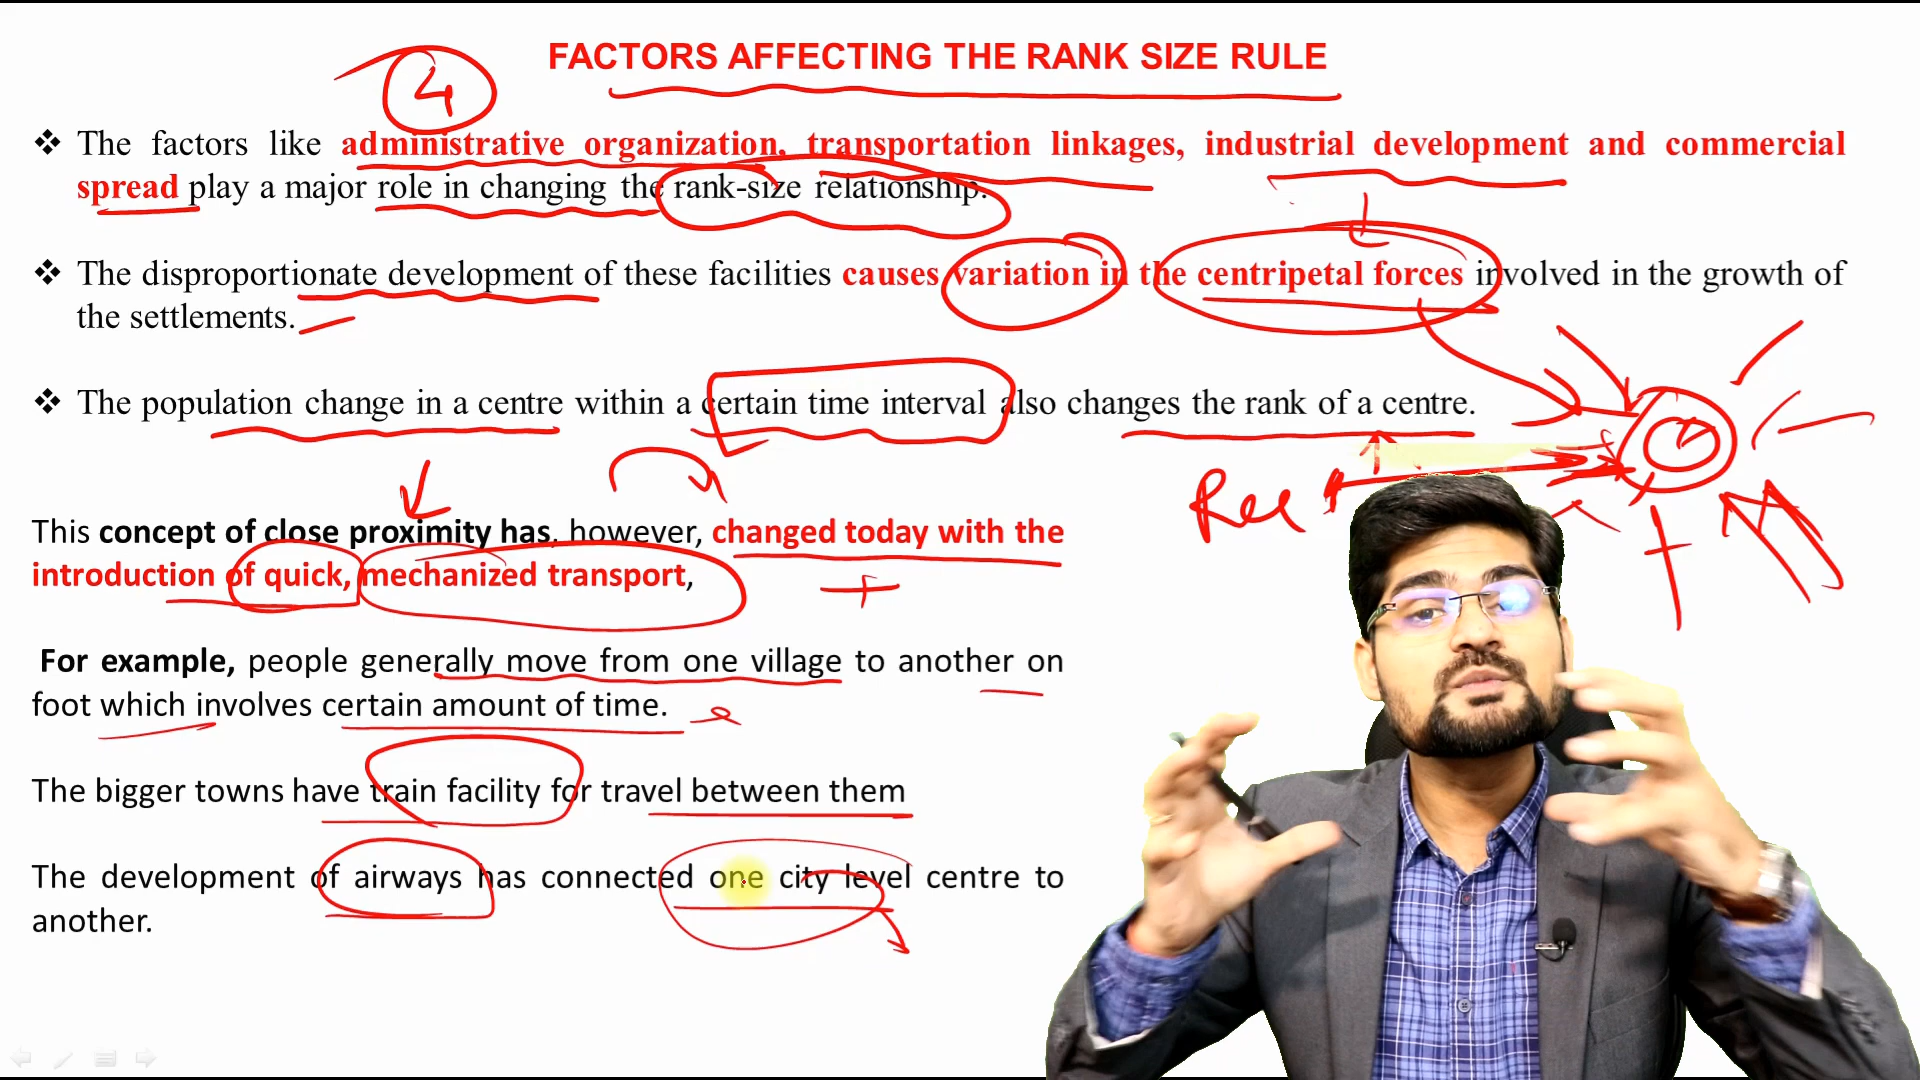 FACTORS AFFECTING THE RANK SIZE RULE
4
❖ The factors like administrative organization, transportation linkages, industrial development and commercial
spread play a major role in changing the rank-size relationship.
❖ The disproportionate development of these facilities causes variation in the centripetal forces involved in the growth of
the settlements.
❖ The population change in a centre within a certain time interval also changes the rank of a centre.
This concept of close proximity has, however, changed today with the
introduction of quick, mechanized transport,
For example, people generally move from one village to another on
foot which involves certain amount of time.
The bigger towns have train facility for travel between them
The development of airways has connected one city level centre to
another.